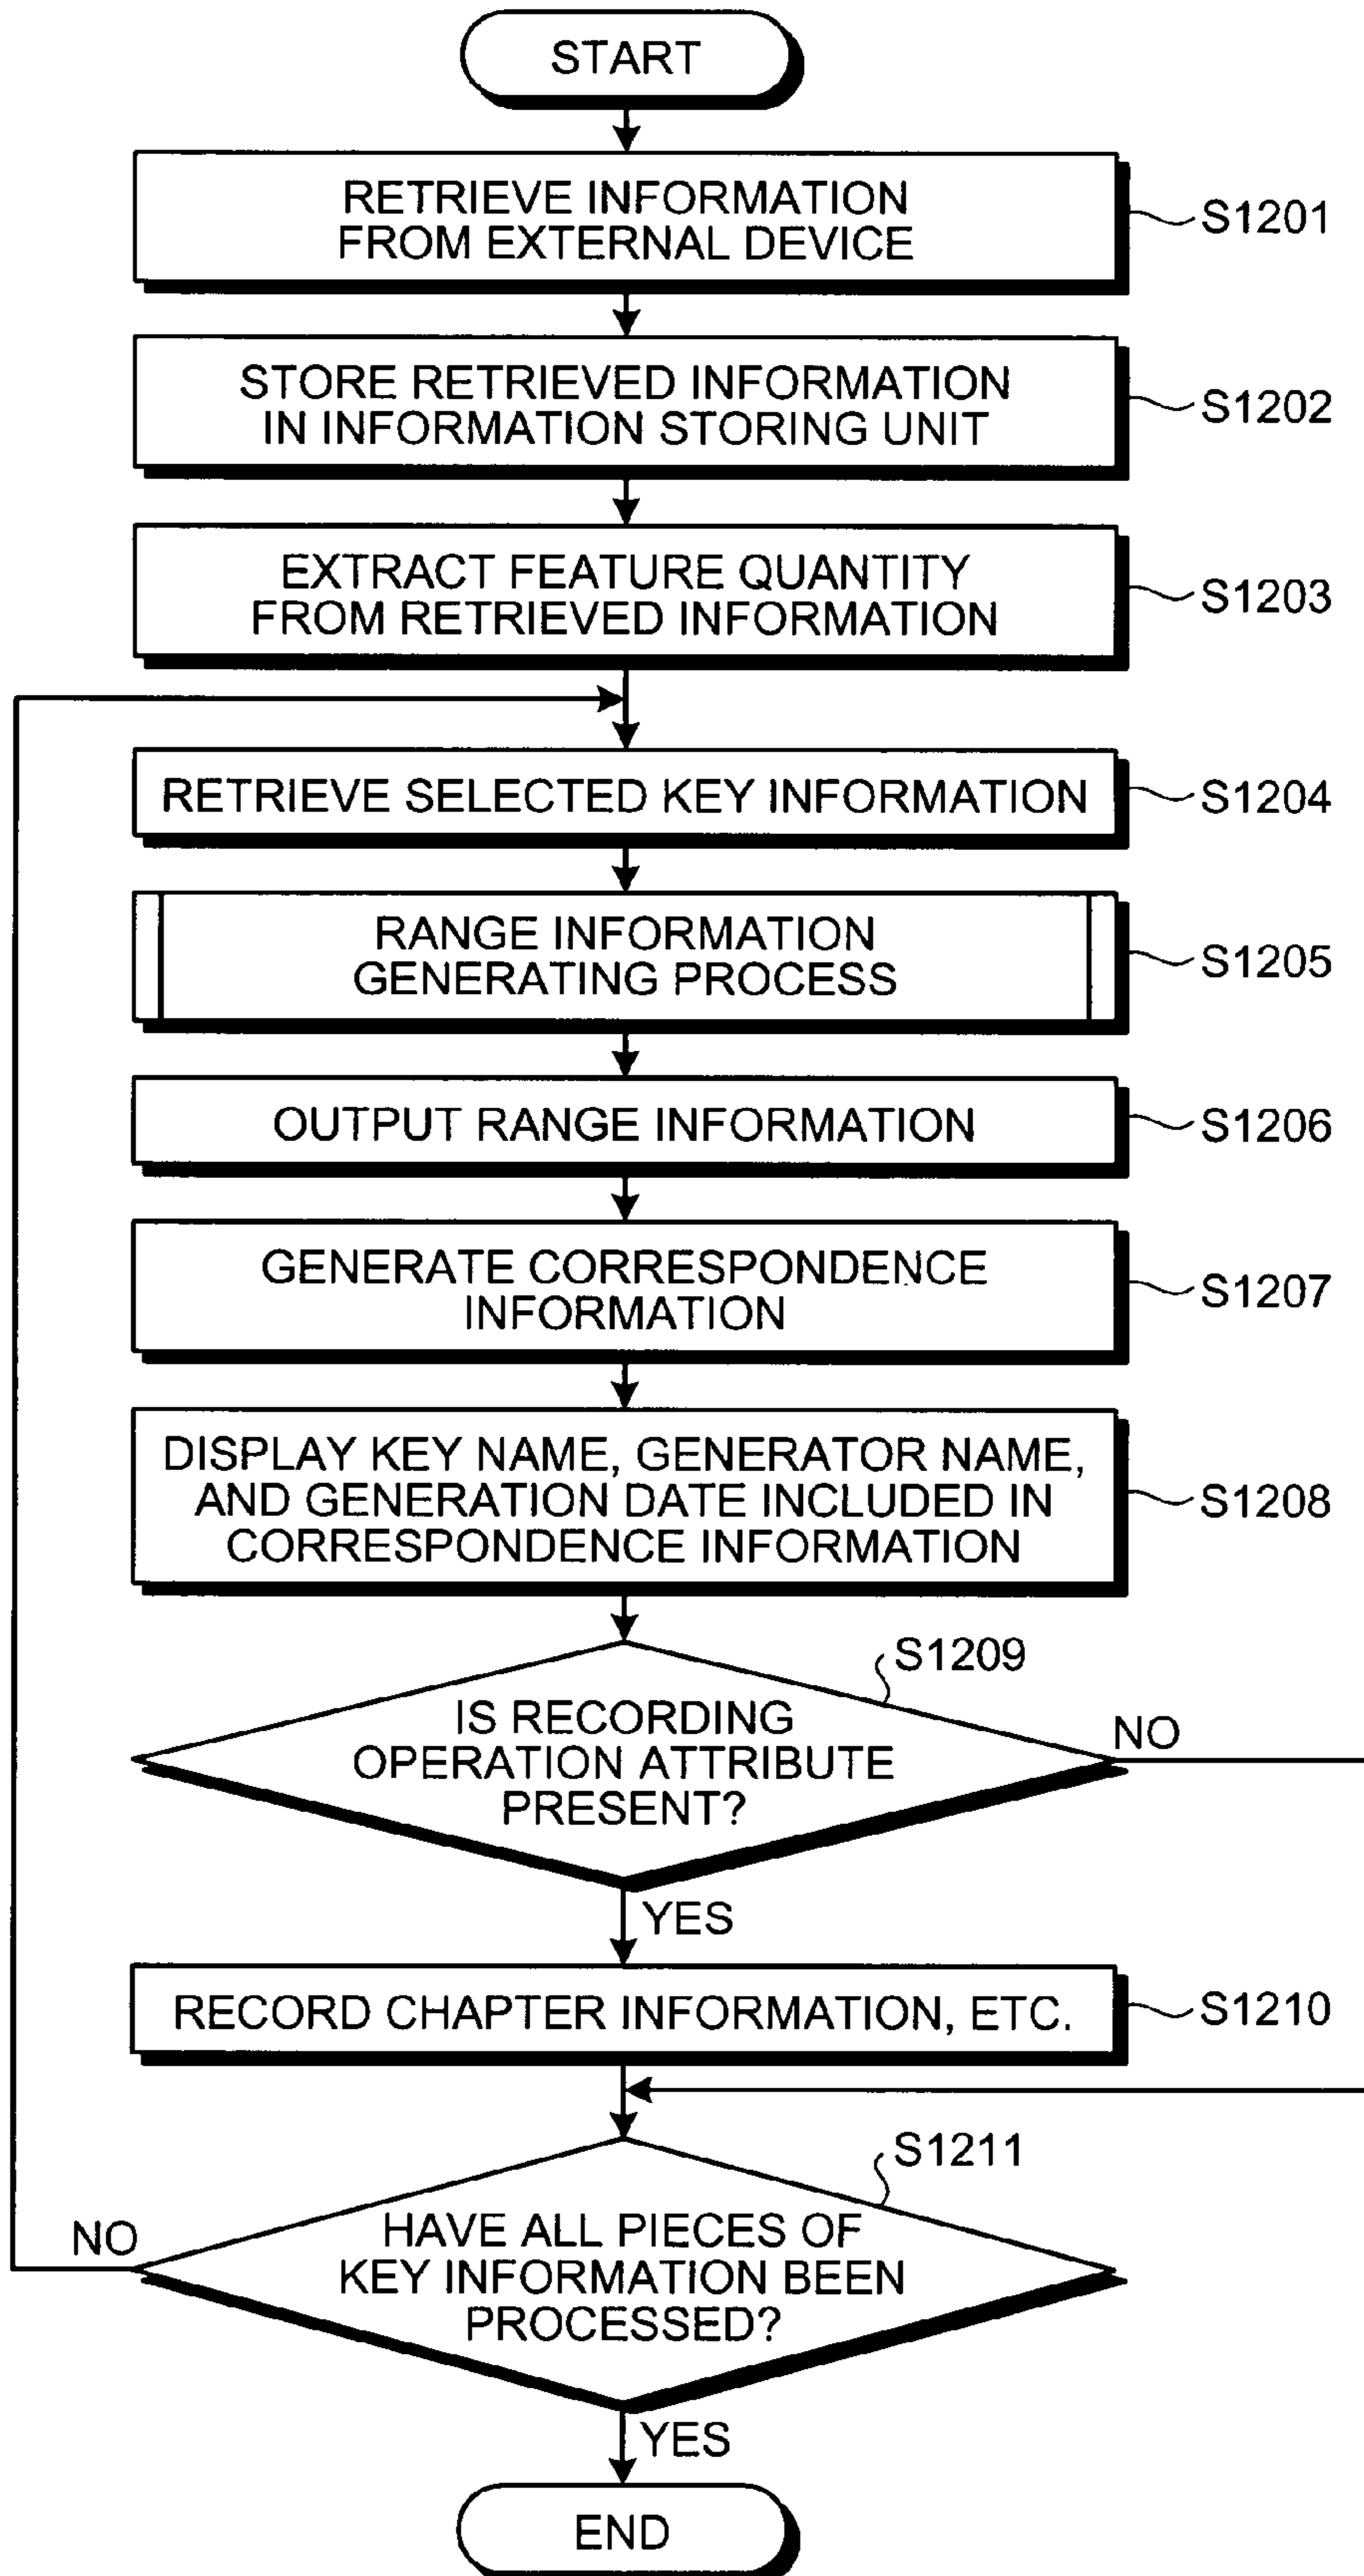 START
RETRIEVE INFORMATION
FROM EXTERNAL DEVICE
S1201
STORE RETRIEVED INFORMATION
IN INFORMATION STORING UNIT
S1202
EXTRACT FEATURE QUANTITY
FROM RETRIEVED INFORMATION
S1203
RETRIEVE SELECTED KEY INFORMATION
S1204
RANGE INFORMATION
GENERATING PROCESS
S1205
OUTPUT RANGE INFORMATION
S1206
GENERATE CORRESPONDENCE
INFORMATION
S1207
DISPLAY KEY NAME, GENERATOR NAME,
AND GENERATION DATE INCLUDED IN
CORRESPONDENCE INFORMATION
S1208
S1209
IS RECORDING
OPERATION ATTRIBUTE
PRESENT?
NO
YES
RECORD CHAPTER INFORMATION, ETC.
S1210
S1211
HAVE ALL PIECES OF
KEY INFORMATION BEEN
PROCESSED?
NO
YES
END